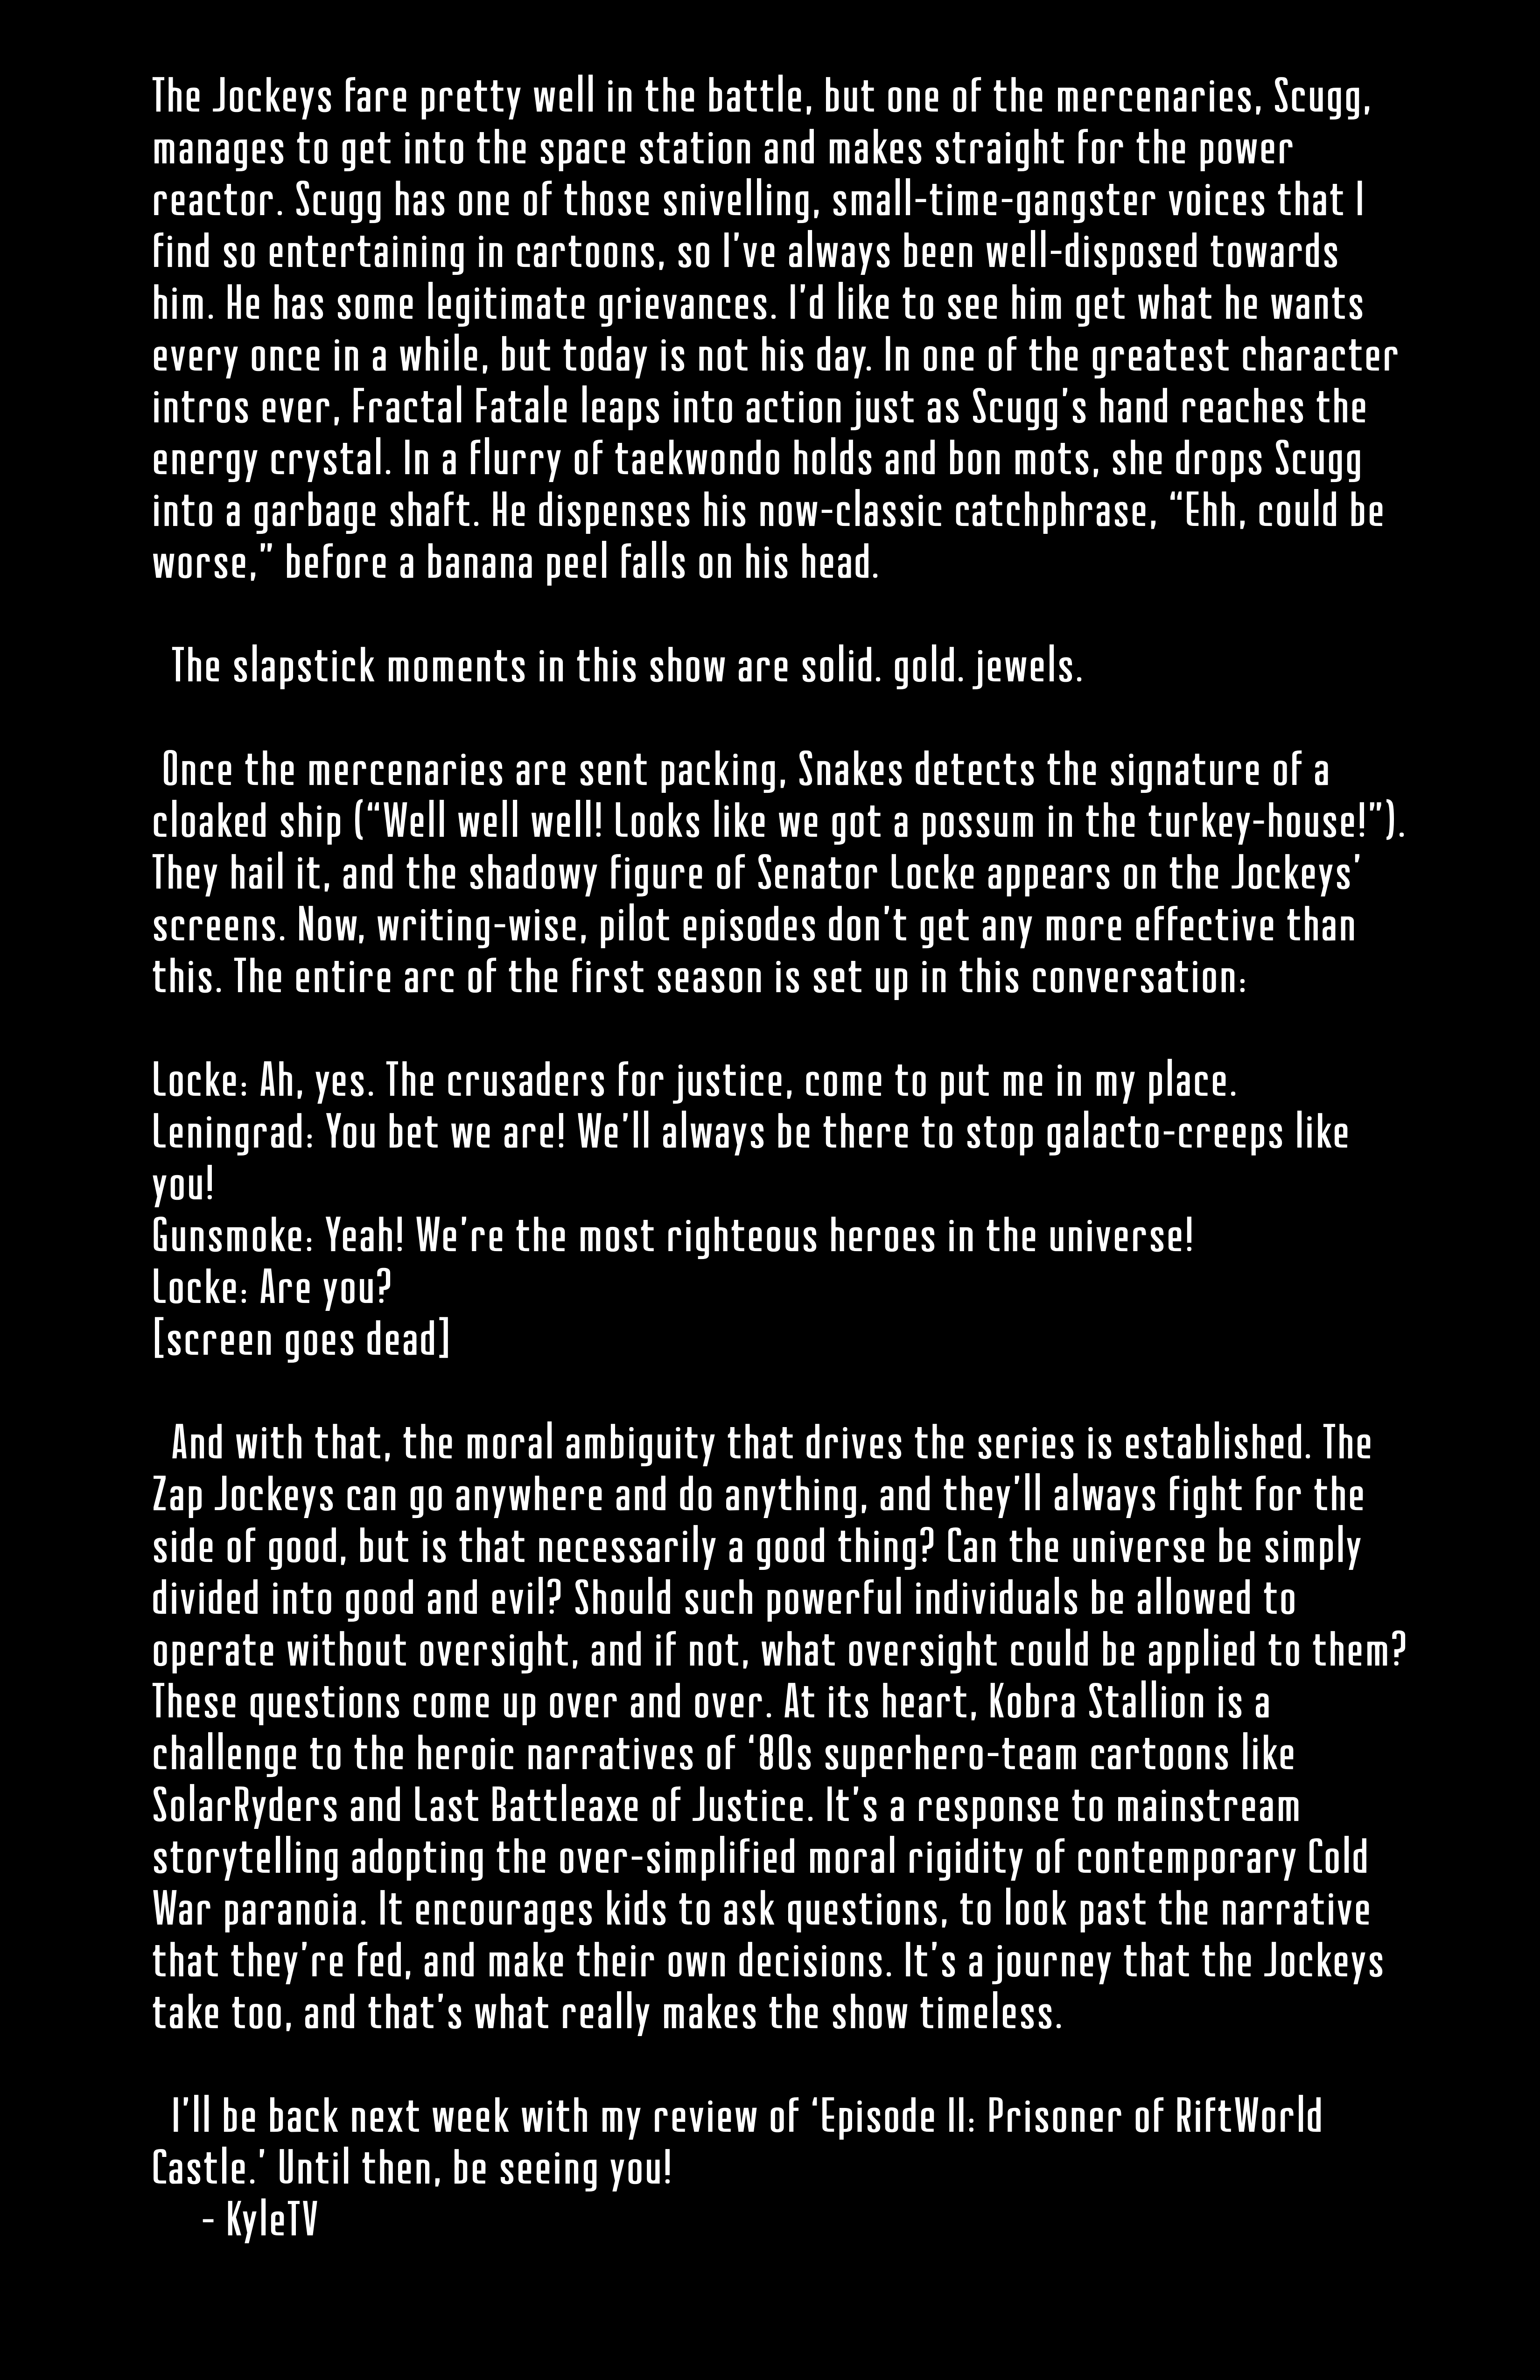 The Jockeys fare pretty well in the battle, but one of the mercenaries, Scugg,
manages to get into the space station and makes straight for the power
reactor. Scugg has one of those snivelling, small-time-gangster voices that I
find so entertaining in cartoons, so I’ve always been well-disposed towards
him. He has some legitimate grievances. I’d like to see him get what he wants
every once in a while, but today is not his day. In one of the greatest character
intros ever, Fractal Fatale leaps into action just as Scugg’s hand reaches the
energy crystal. In a flurry of taekwondo holds and bon mots, she drops Scugg
into a garbage shaft. He dispenses his now-classic catchphrase, “Ehh, could be
worse,” before a banana peel falls on his head.
The slapstick moments in this show are solid. gold. jewels.
Once the mercenaries are sent packing, Snakes detects the signature of a
cloaked ship (“Well well well! Looks like we got a possum in the turkey-house!”).
They hail it, and the shadowy figure of Senator Locke appears on the Jockeys’
screens. Now, writing-wise, pilot episodes don’t get any more effective than
this. The entire arc of the first season is set up in this conversation:
Locke: Ah, yes. The crusaders for justice, come to put me in my place.
Leningrad: You bet we are! We’ll always be there to stop galacto-creeps like
you!
Gunsmoke: Yeah! We’re the most righteous heroes in the universe!
Locke: Are you?
[screen goes dead]
And with that, the moral ambiguity that drives the series is established. The
Zap Jockeys can go anywhere and do anything, and they’ll always fight for the
side of good, but is that necessarily a good thing? Can the universe be simply
divided into good and evil? Should such powerful individuals be allowed to
operate without oversight, and if not, what oversight could be applied to them?
These questions come up over and over. At its heart, Kobra Stallion is a
challenge to the heroic narratives of ‘80s superhero-team cartoons like
SolarRyders and Last Battleaxe of Justice. It’s a response to mainstream
storytelling adopting the over-simplified moral rigidity of contemporary Cold
War paranoia. It encourages kids to ask questions, to look past the narrative
that they’re fed, and make their own decisions. It’s a journey that the Jockeys
take too, and that’s what really makes the show timeless.
I’ll be back next week with my review of ‘Episode II: Prisoner of RiftWorld
Castle.’ Until then, be seeing you!
- KyleTV